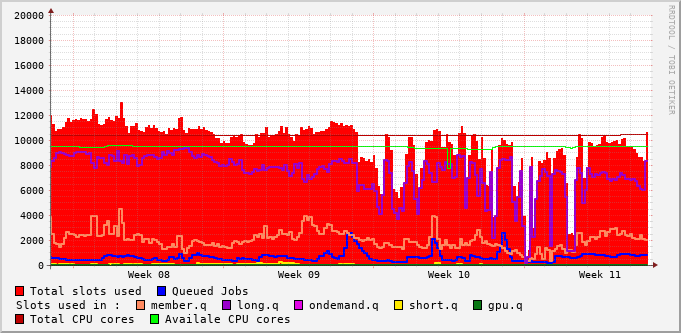 20000
18000
16000
14000
12000
10000
8000
6000
4000
2000
0
Week 08 Week 09 Week 10 Week 11
RRDTOOL / TOBI OETIKER
Total slots used Queued Jobs
Slots used in : member.q long.q ondemand.q short.q gpu.q
Total CPU cores Availale CPU cores